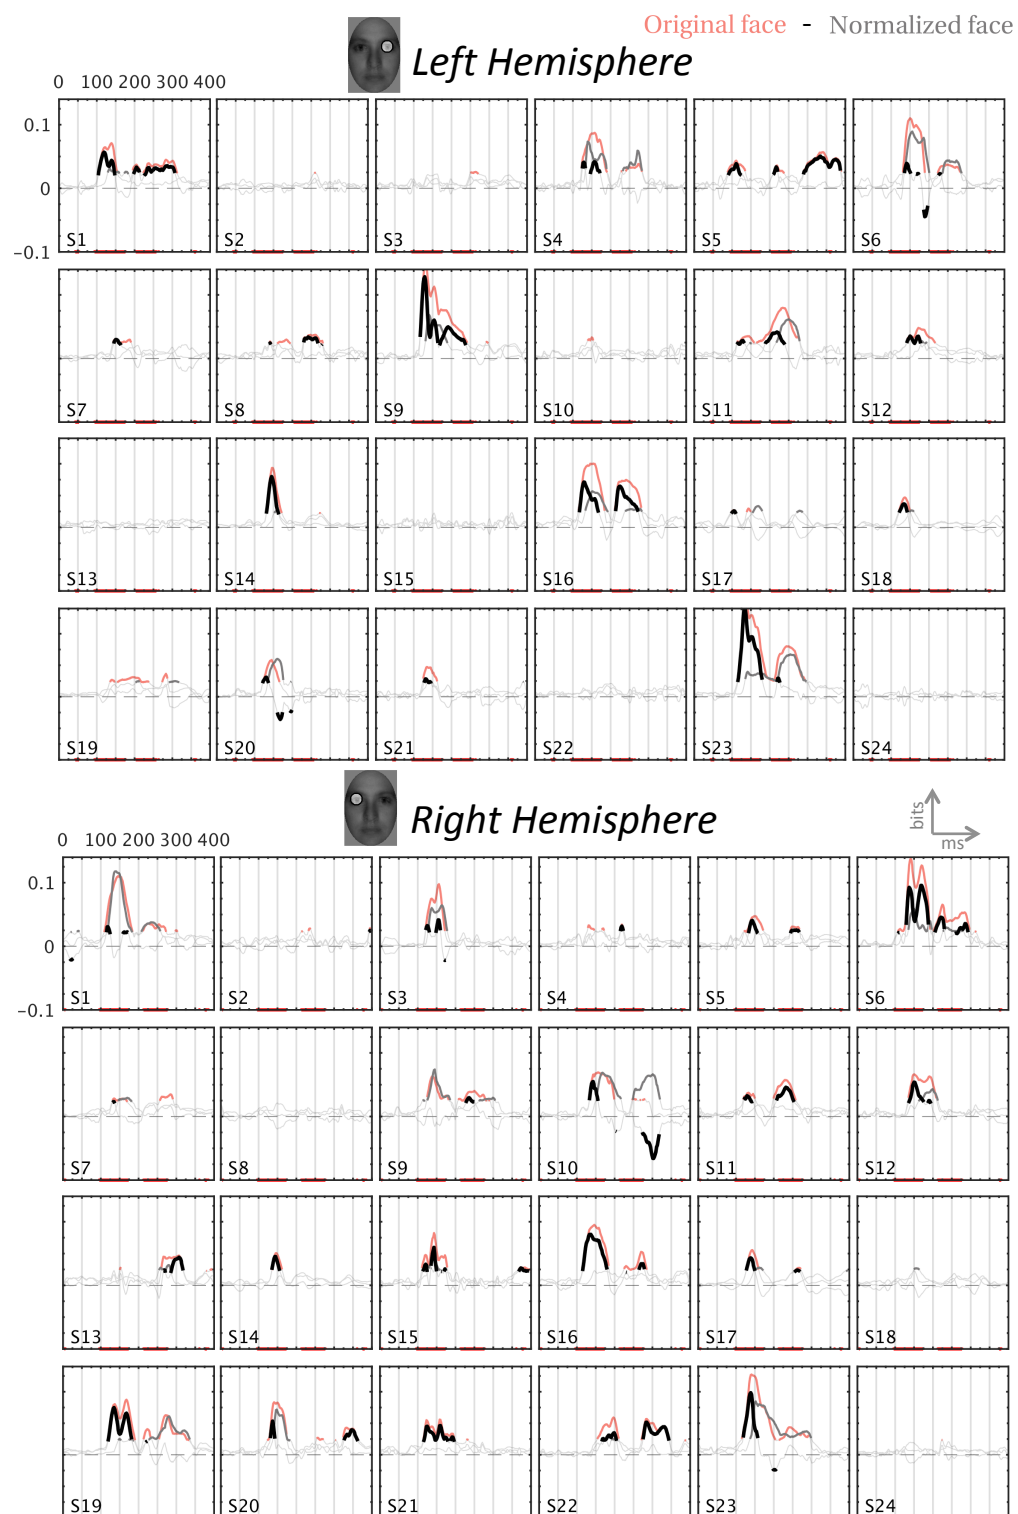 Original face - Normalized face
Left Hemisphere
0 100 200 300 400
0.1
0
-0.1
S1 S2 S3 S4 S5 S6
S7 S8 S9 S10 S11 S12
S13 S14 S15 S16 S17 S18
S19 S20 S21 S22 S23 S24
Right Hemisphere
bits
ms
0 100 200 300 400
0.1
0
-0.1
S1 S2 S3 S4 S5 S6
S7 S8 S9 S10 S11 S12
S13 S14 S15 S16 S17 S18
S19 S20 S21 S22 S23 S24